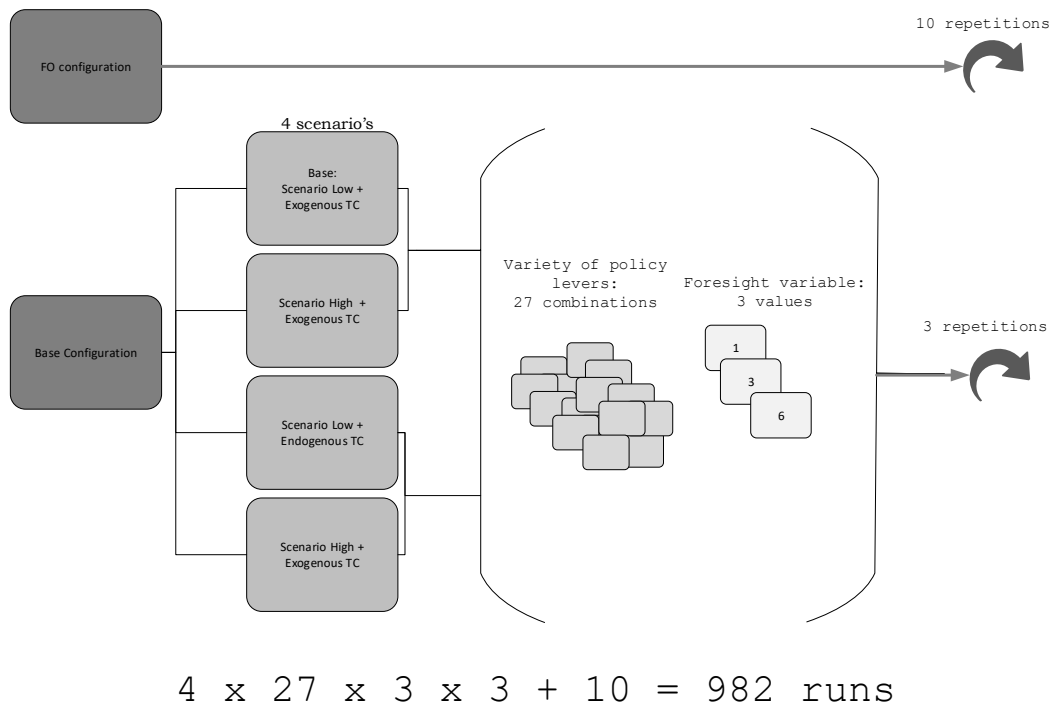 10 repetitions
FO configuration
4 scenario's
Base:
Scenario Low +
Exogenous TC
Variety of policy
levers:
27 combinations
Foresight variable:
3 values
Scenario High +
Exogenous TC
3 repetitions
Base Configuration
1
3
6
Scenario Low +
Endogenous TC
Scenario High +
Exogenous TC
4 x 27 x 3 x 3 + 10 = 982 runs